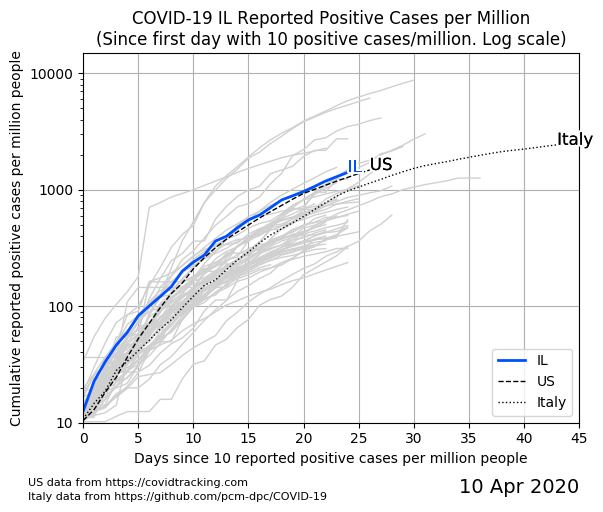 COVID-19 IL Reported Positive Cases per Million
(Since first day with 10 positive cases/million. Log scale)
Cumulative reported positive cases per million people
10000
1000
100
10
Italy
IL
US
IL
US
Italy
0
5
10
15
20
25
30
35
40
45
Days since 10 reported positive cases per million people
US data from https://covidtracking.com
Italy data from https://github.com/pcm-dpc/COVID-19
10 Apr 2020